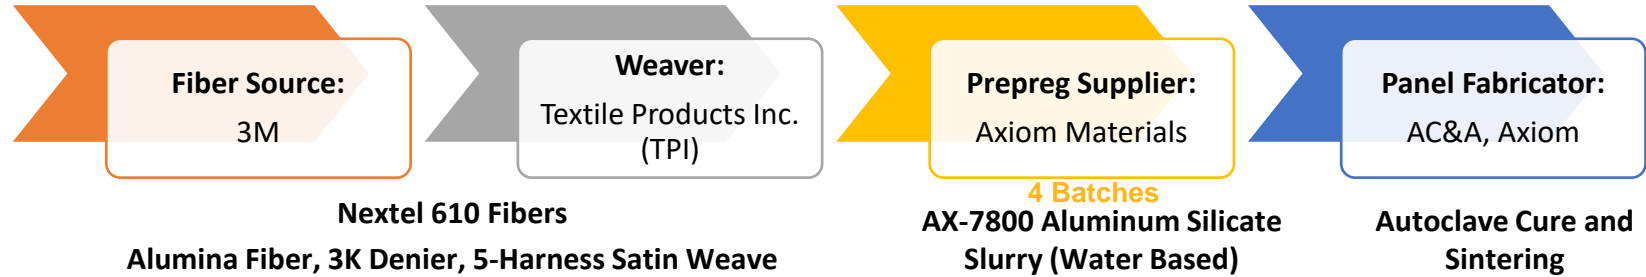 Fiber Source:
3M
Weaver:
Textile Products Inc.
(TPI)
Prepreg Supplier:
Axiom Materials
Panel Fabricator:
AC&A, Axiom
Nextel 610 Fibers
Alumina Fiber, 3K Denier, 5-Harness Satin Weave
4 Batches
AX-7800 Aluminum Silicate
Slurry (Water Based)
Autoclave Cure and
Sintering